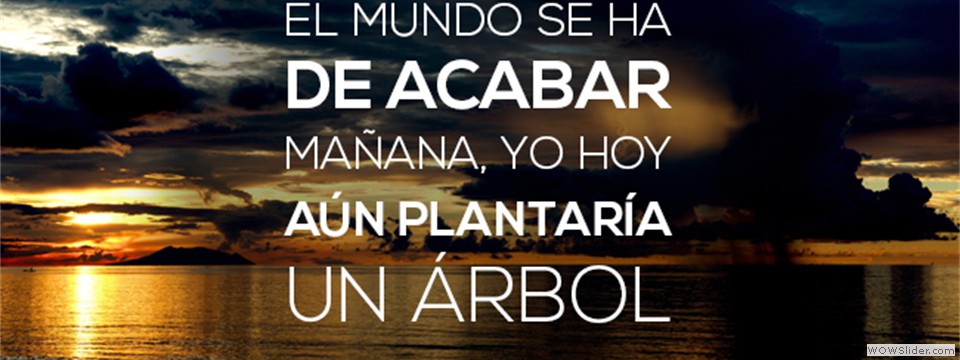 EL MUNDO SE HA
DE ACABAR
MAÑANA, YO HOY
AÚN PLANTARÍA
UN ÁRBOL
WOWSlider.com